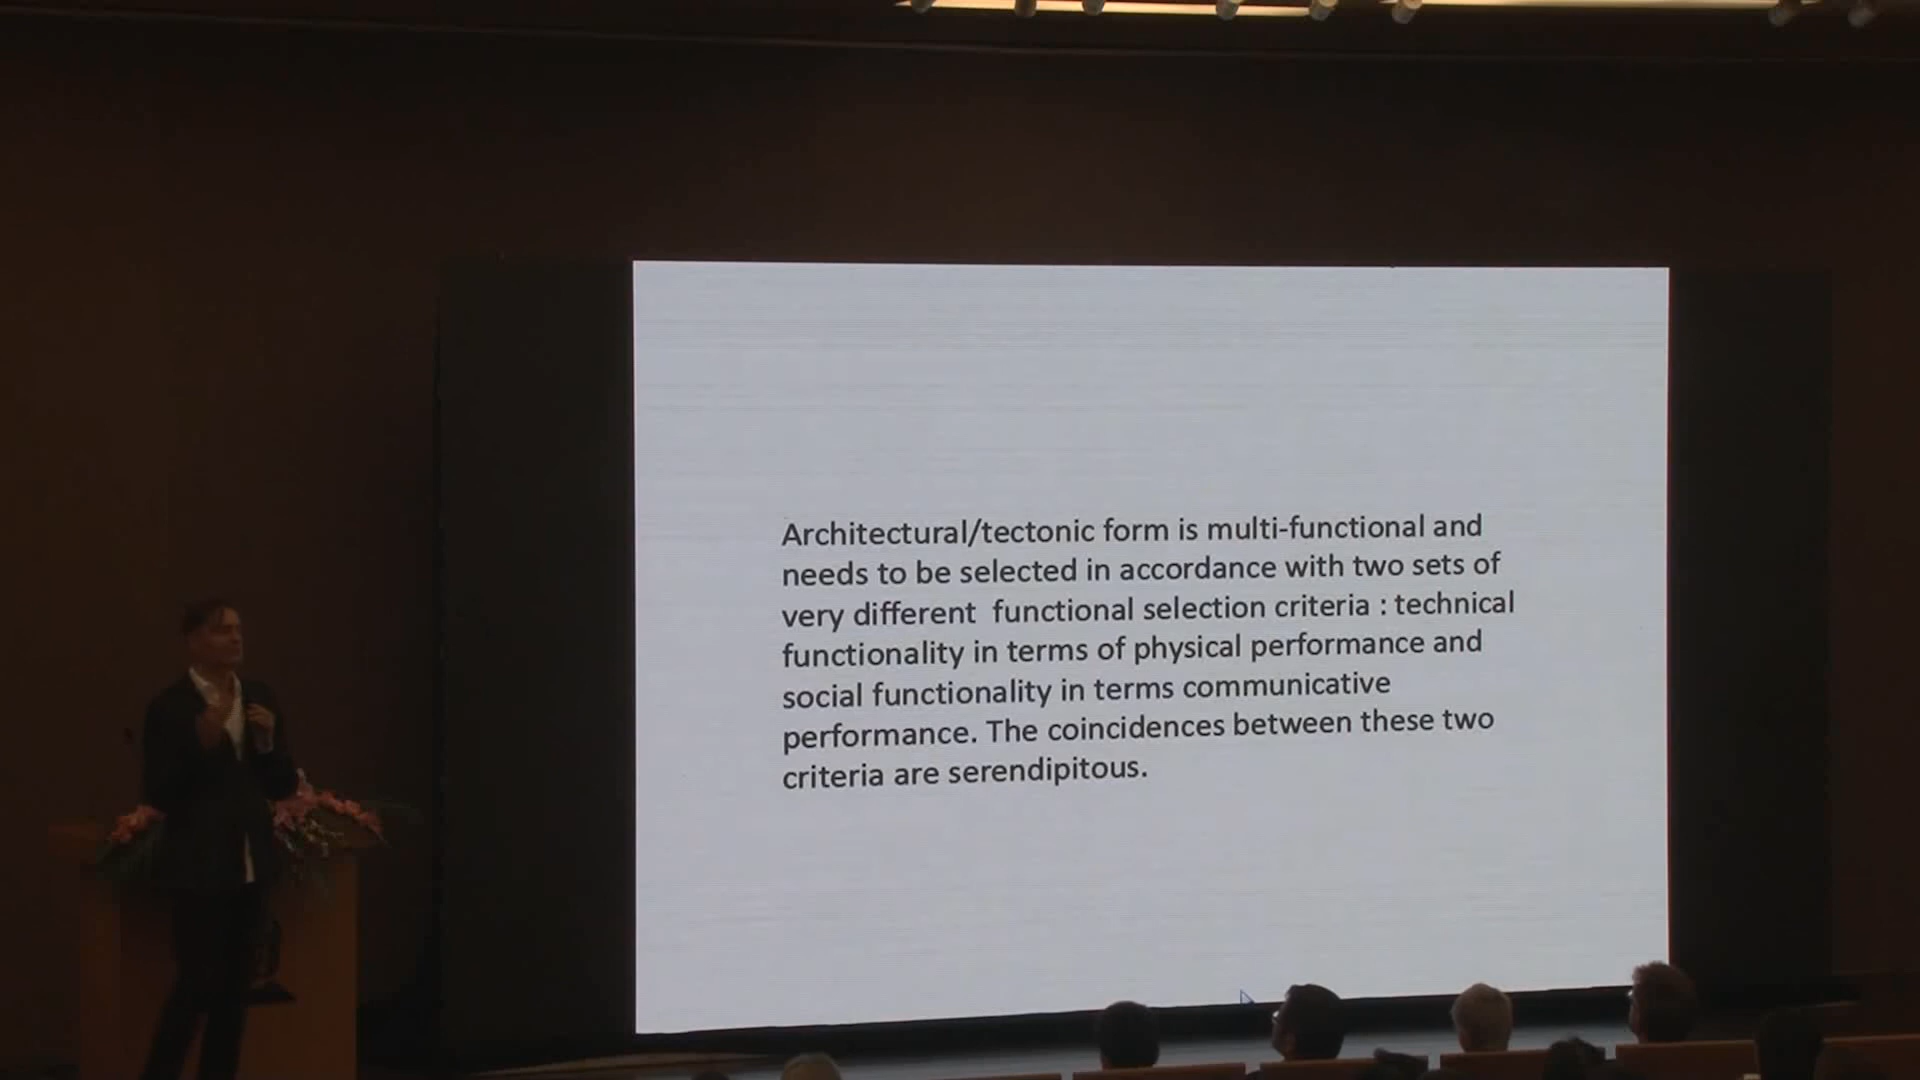 Architectural/tectonic form is multi-functional and
needs to be selected in accordance with two sets of
very different  functional selection criteria : technical
functionality in terms of physical performance and
social functionality in terms communicative
performance. The coincidences between these two
criteria are serendipitous.